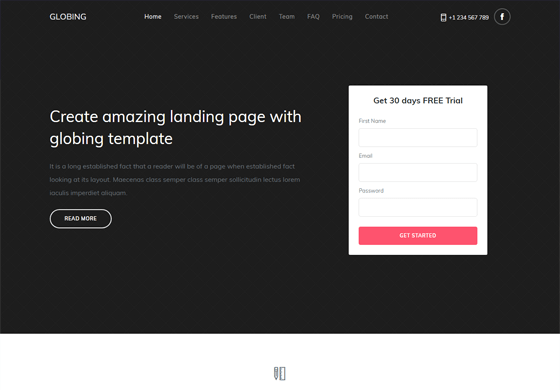 GLOBING
Home Services Features Client Team FAQ Pricing Contact
+1 234 567 789
f
Create amazing landing page with
globing template
It is a long established fact that a reader will be of a page when established fact
looking at its layout. Maecenas class semper class semper sollicitudin lectus lorem
iaculis imperdiet aliquam.
READ MORE
Get 30 days FREE Trial
First Name
Email
Password
GET STARTED